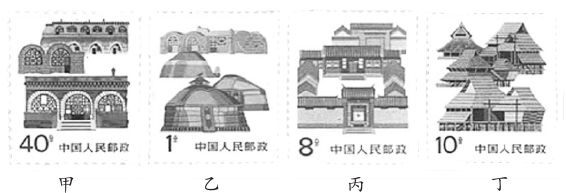 40分 中国人民邮政
1分 中国人民邮政
8分 中国人民邮政
10分 中国人民邮政
甲 乙 丙 丁